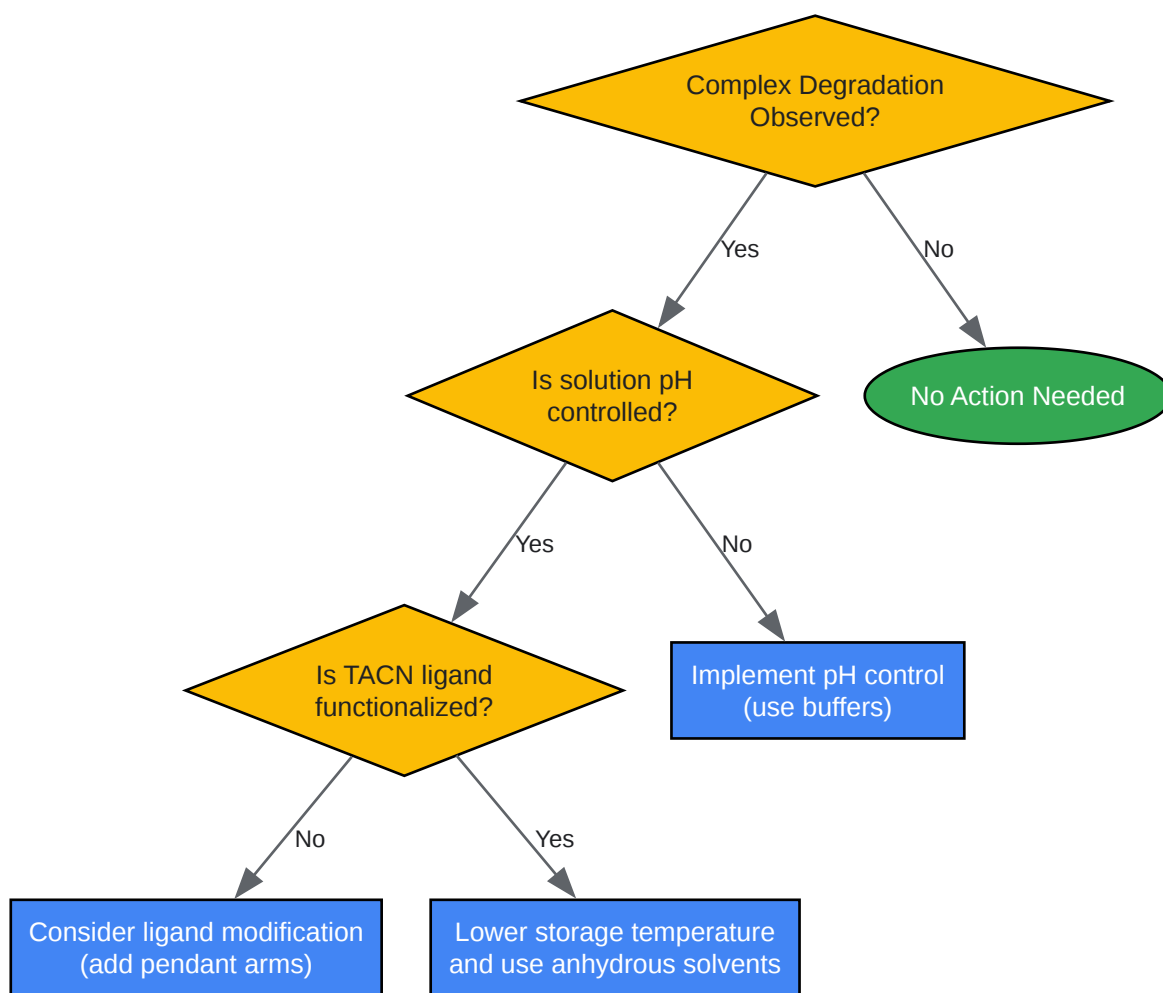 Complex Degradation
Observed?
Yes
No
Is solution pH
controlled?
No Action Needed
Yes
No
Is TACN ligand
functionalized?
Implement pH control
(use buffers)
No
Yes
Consider ligand modification
(add pendant arms)
Lower storage temperature
and use anhydrous solvents